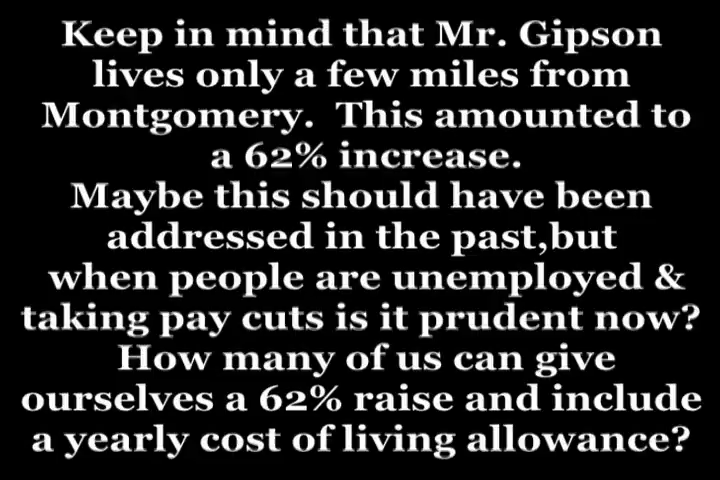 Keep in mind that Mr. Gipson
lives only a few miles from
Montgomery. This amounted to
a 62% increase.
Maybe this should have been
addressed in the past,but
when people are unemployed &
taking pay cuts is it prudent now?
How many of us can give
ourselves a 62% raise and include
a yearly cost of living allowance?